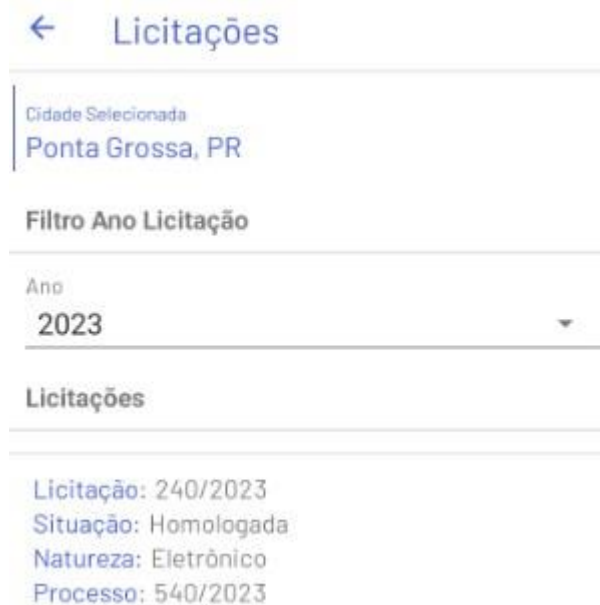 Licitações
Cidade Selecionada
Ponta Grossa, PR
Filtro Ano Licitação
Ano
2023
Licitações
Licitação: 240/2023
Situação: Homologada
Natureza: Eletrônico
Processo: 540/2023